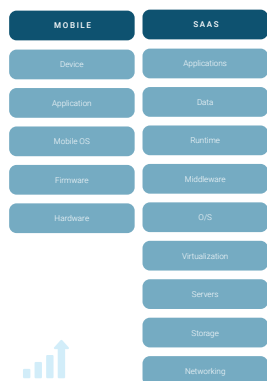 MOBILE
Device
Application
Mobile OS
Firmware
Hardware
SAAS
Applications
Data
Runtime
Middleware
O/S
Virtualization
Servers
Storage
Networking